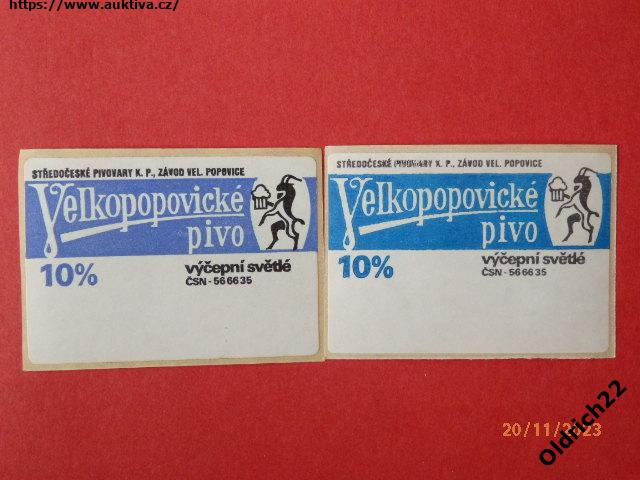 https://www.auktiva.cz/
STŘEDOČESKÉ PIVOVARY K. P., ZÁVOD VEL. POPOVICE
Velkopopovické
pivo
10%
výčepní světlé
ČSN - 56 66 35
STŘEDOČESKÉ PIVOVARY K. P., ZÁVOD VEL. POPOVICE
Velkopopovické
pivo
10%
výčepní světlé
ČSN - 56 66 35
20/11/2023
Oldrich22